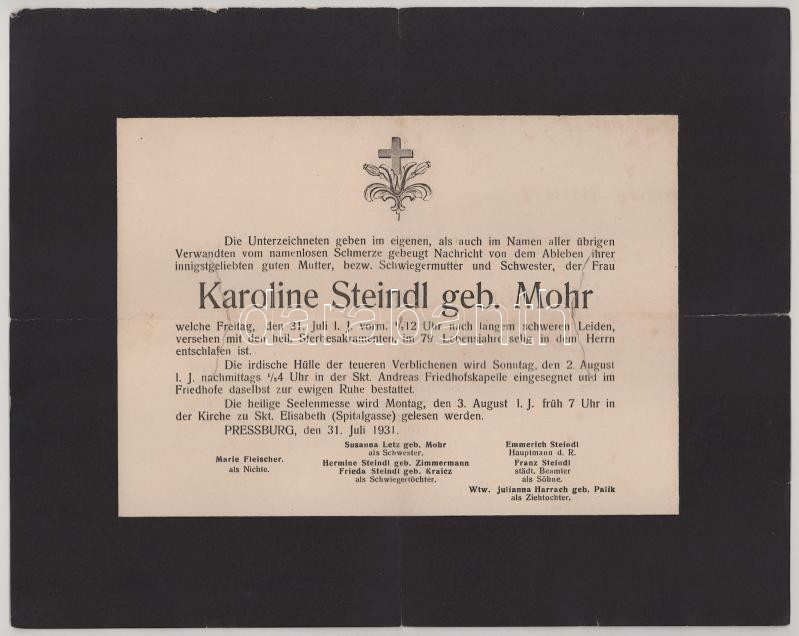 Die Unterzeichneten geben im eigenen, als auch im Namen aller übrigen
Verwandten vom namenlosen Schmerze gebeugt Nachricht von dem Ableben ihrer
innigstgeliebten guten Mutter, bezw. Schwiegermutter und Schwester, der Frau
Karoline Steindl geb. Mohr
welche Freitag, den 31. Juli l. J. vorm. ½12 Uhr nach langem schweren Leiden,
versehen mit den heil. Sterbesakramenten, im 79. Lebensjahre selig in dem Herrn
entschlafen ist.
Die irdische Hülle der teueren Verblichenen wird Sonntag, den 2. August
l. J. nachmittags ½4 Uhr in der Skt. Andreas Friedhofskapelle eingesegnet und im
Friedhofe daselbst zur ewigen Ruhe bestattet.
Die heilige Seelenmesse wird Montag, den 3. August l. J. früh 7 Uhr in
der Kirche zu Skt. Elisabeth (Spitalgasse) gelesen werden.
PRESSBURG, den 31. Juli 1931.
Marie Fleischer.
als Nichte.
Susanna Letz geb. Mohr
als Schwester.
Hermine Steindl geb. Zimmermann
Frieda Steindl geb. Kraicz
als Schwiegertöchter.
Emmerich Steindl
Hauptmann d. R.
Franz Steindl
städt. Beamter
als Söhne.
Wtw. Julianna Harrach geb. Palik
als Ziehtochter.
darabanth